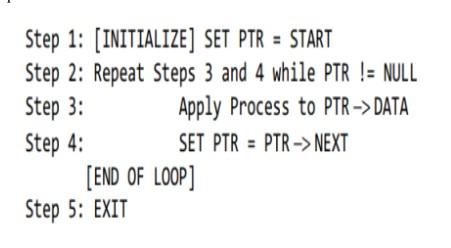 Step 1: [INITIALIZE] SET PTR = START
Step 2: Repeat Steps 3 and 4 while PTR != NULL
Step 3: Apply Process to PTR->DATA
Step 4: SET PTR = PTR->NEXT
[END OF LOOP]
Step 5: EXIT